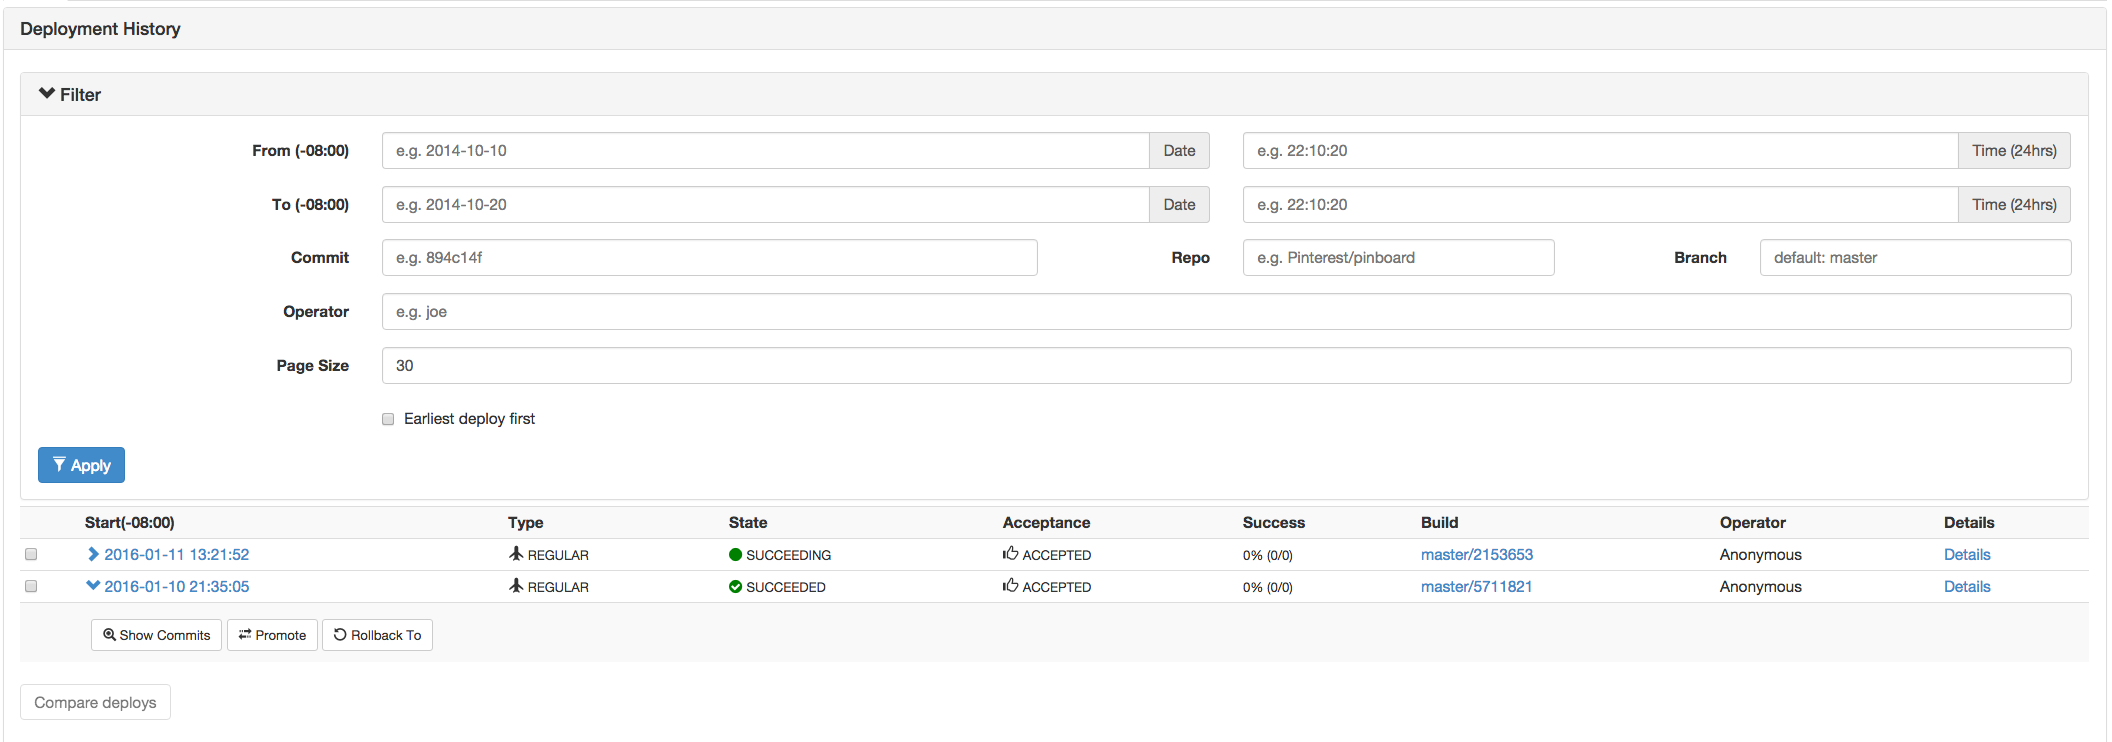 Deployment History
Filter
From (-08:00) e.g. 2014-10-10 Date e.g. 22:10:20 Time (24hrs)
To (-08:00) e.g. 2014-10-20 Date e.g. 22:10:20 Time (24hrs)
Commit e.g. 894c14f Repo e.g. Pinterest/pinboard Branch default: master
Operator e.g. joe
Page Size 30
Earliest deploy first
Apply
Start(-08:00) Type State Acceptance Success Build Operator Details
2016-01-11 13:21:52 REGULAR SUCCEEDING ACCEPTED 0% (0/0) master/2153653 Anonymous Details
2016-01-10 21:35:05 REGULAR SUCCEEDED ACCEPTED 0% (0/0) master/5711821 Anonymous Details
Show Commits Promote Rollback To
Compare deploys